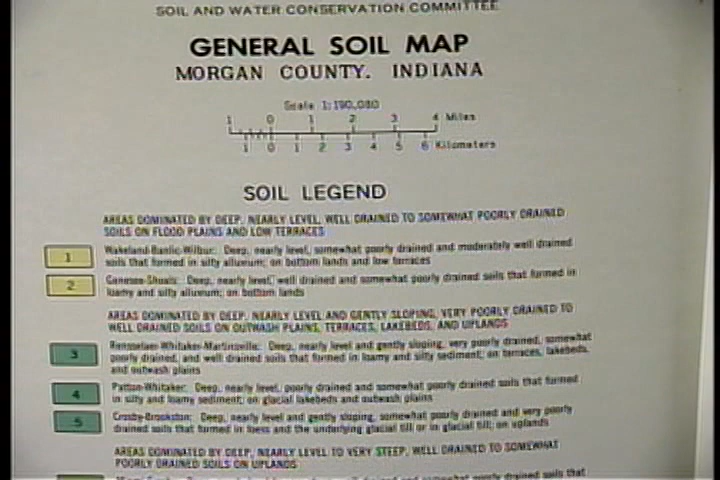 SOIL AND WATER CONSERVATION COMMITTEE
GENERAL SOIL MAP
MORGAN COUNTY, INDIANA
Scale 1:190,080
1 0 1 2 3 4 Miles
1 0 1 2 3 4 5 6 Kilometers
SOIL LEGEND
AREAS DOMINATED BY DEEP, NEARLY LEVEL, WELL DRAINED TO SOMEWHAT POORLY DRAINED
SOILS ON FLOOD PLAINS AND LOW TERRACES
1 Wakeland-Banlic-Wilbur: Deep, nearly level, somewhat poorly drained and moderately well drained
soils that formed in silty alluvium; on bottom lands and low terraces
2 Genesee-Shoals: Deep, nearly level, well drained and somewhat poorly drained soils that formed in
loamy and silty alluvium; on bottom lands
AREAS DOMINATED BY DEEP, NEARLY LEVEL AND GENTLY SLOPING, VERY POORLY DRAINED TO
WELL DRAINED SOILS ON OUTWASH PLAINS, TERRACES, LAKEBEDS, AND UPLANDS
3 Rensselaer-Whitaker-Martinsville: Deep, nearly level and gently sloping, very poorly drained, somewhat
poorly drained, and well drained soils that formed in loamy and silty sediment; on terraces, lakebeds,
and outwash plains
4 Patton-Whitaker: Deep, nearly level, poorly drained and somewhat poorly drained soils that formed
in silty and loamy sediment; on glacial lakebeds and outwash plains
5 Crosby-Brookston: Deep, nearly level and gently sloping, somewhat poorly drained and very poorly
drained soils that formed in loess and the underlying glacial till or in glacial till; on uplands
AREAS DOMINATED BY DEEP, NEARLY LEVEL TO VERY STEEP, WELL DRAINED TO SOMEWHAT
POORLY DRAINED SOILS ON UPLANDS